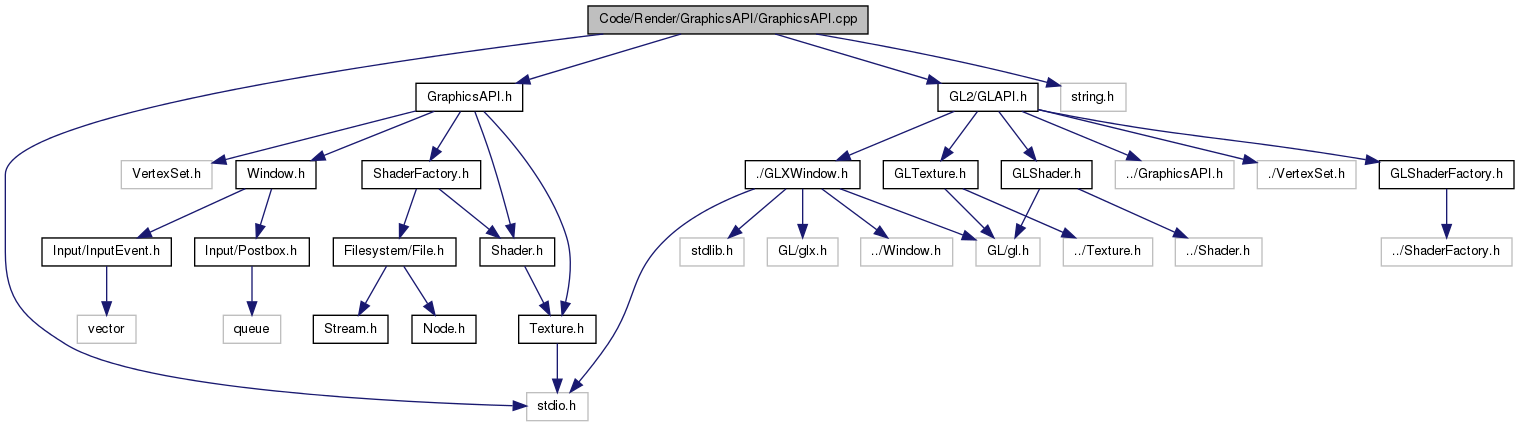 Code/Render/GraphicsAPI/GraphicsAPI.cpp
GraphicsAPI.h
GL2/GLAPI.h
string.h
VertexSet.h
Window.h
ShaderFactory.h
./GLXWindow.h
GLTexture.h
GLShader.h
../GraphicsAPI.h
./VertexSet.h
GLShaderFactory.h
Input/InputEvent.h
Input/Postbox.h
Filesystem/File.h
Shader.h
stdlib.h
GL/glx.h
../Window.h
GL/gl.h
../Texture.h
../Shader.h
../ShaderFactory.h
vector
queue
Stream.h
Node.h
Texture.h
stdio.h